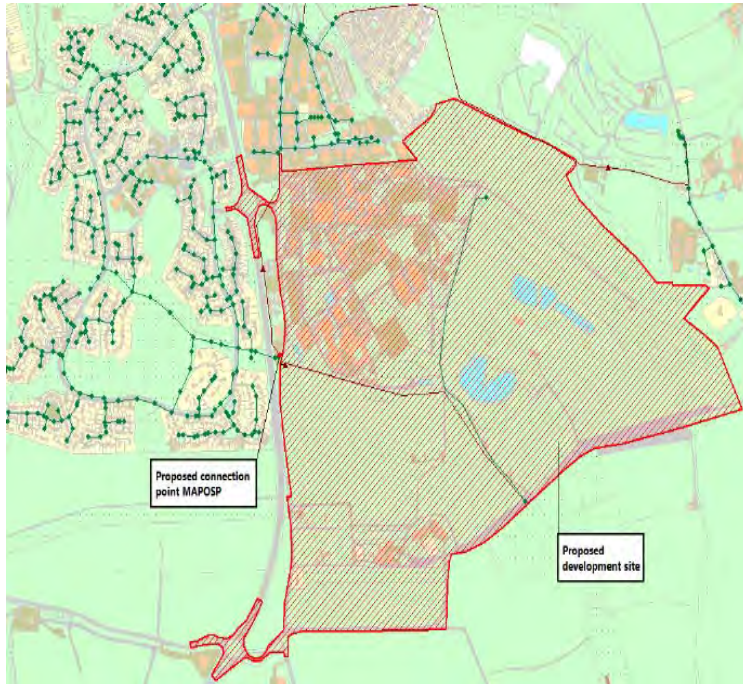 Proposed connection
point MAPOSP
Proposed
development site